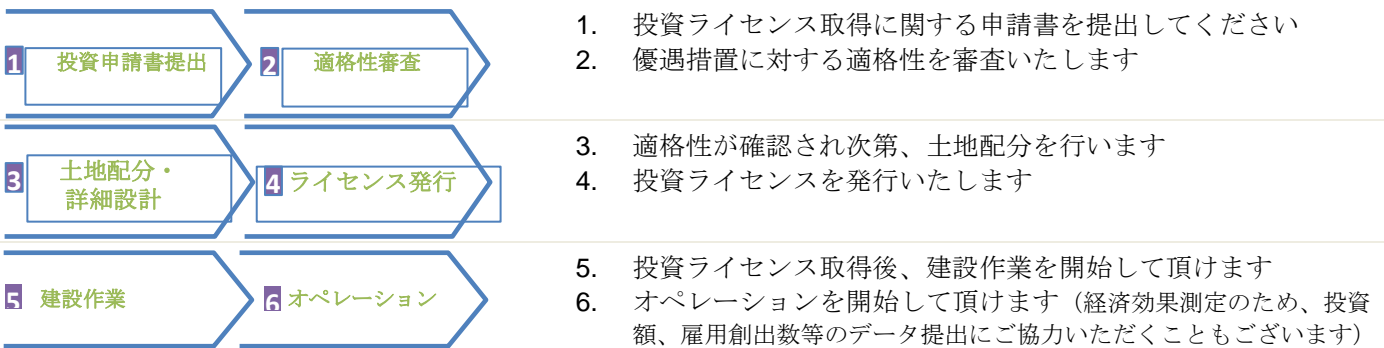 1 投資申請書提出
2 適格性審査
1. 投資ライセンス取得に関する申請書を提出してください
2. 優遇措置に対する適格性を審査いたします
3 土地配分・
詳細設計
4 ライセンス発行
3. 適格性が確認され次第、土地配分を行います
4. 投資ライセンスを発行いたします
5 建設作業
6 オペレーション
5. 投資ライセンス取得後、建設作業を開始して頂けます
6. オペレーションを開始して頂けます（経済効果測定のため、投資
額、雇用創出数等のデータ提出にご協力いただくこともございます）